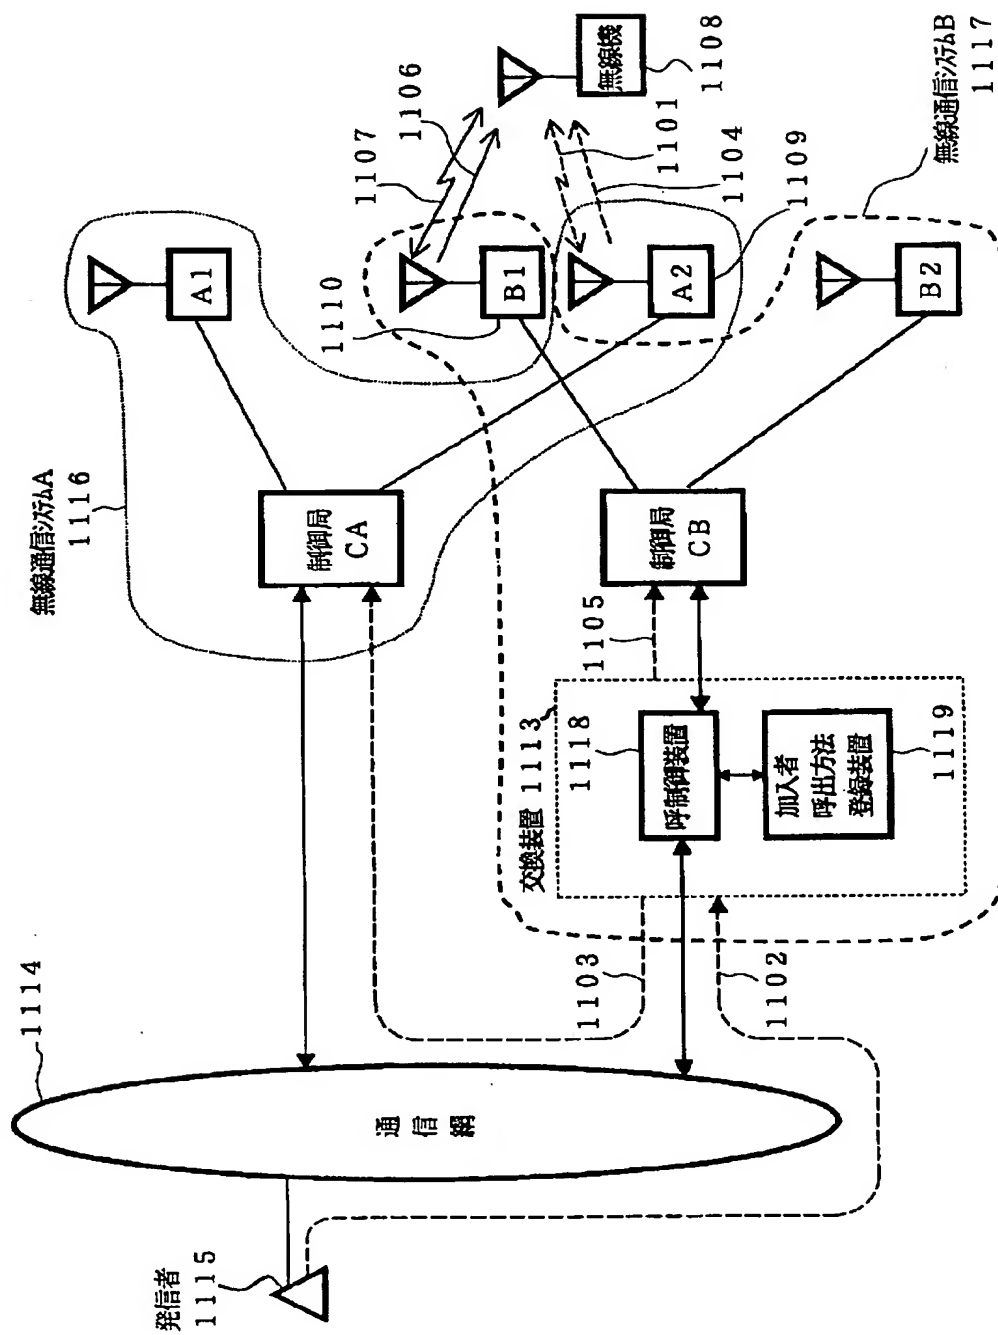 発信者
1115
1114
通信網
無線通信システムA
1116
制御局
CA
A1
1107
1106
無線機
1108
1110
B1
1101
1104
A2
1109
無線通信システムB
1117
B2
制御局
CB
1105
交換装置 1113
1118
呼制御装置
加入者
呼出方法
登録装置
1119
1103
1102